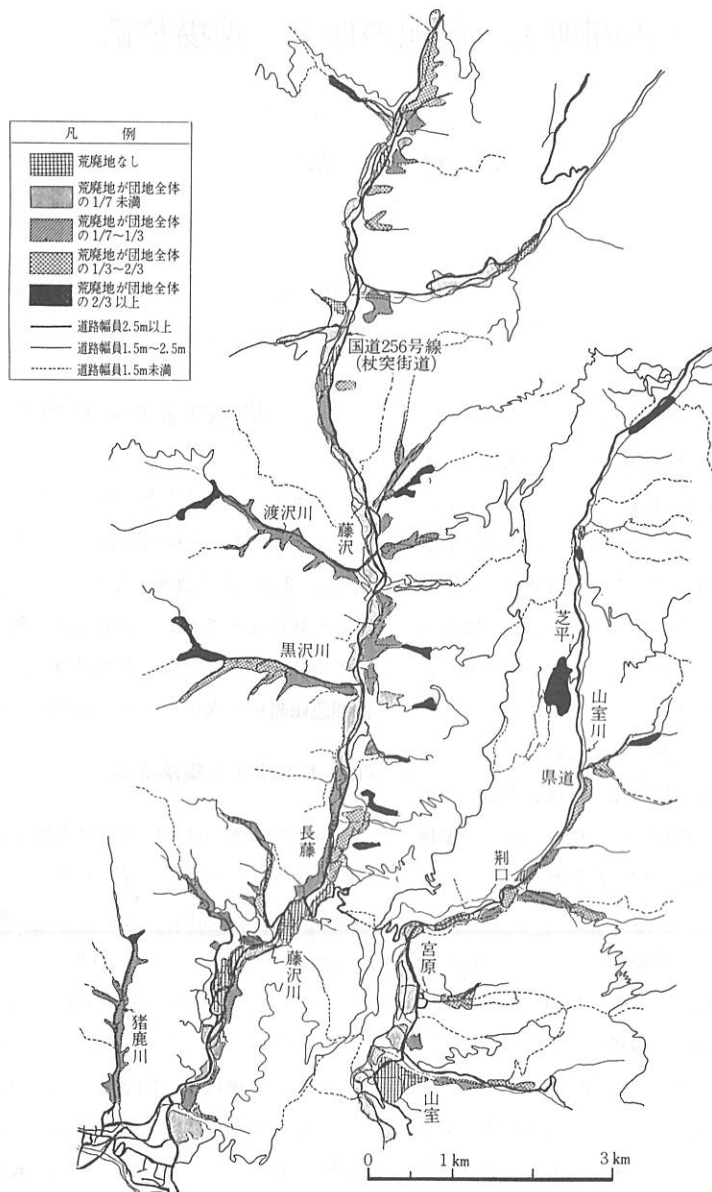 凡 例
荒廃地なし
荒廃地が団地全体
の 1/7 未満
荒廃地が団地全体
の 1/7~1/3
荒廃地が団地全体
の 1/3~2/3
荒廃地が団地全体
の 2/3 以上
道路幅員2.5m以上
道路幅員1.5m~2.5m
道路幅員1.5m未満
国道256号線
(杖突街道)
渡沢川
藤沢
黒沢川
芝平
山室川
県道
長藤
荊口
藤沢川
宮原
猪鹿川
山室
0 1km 3km